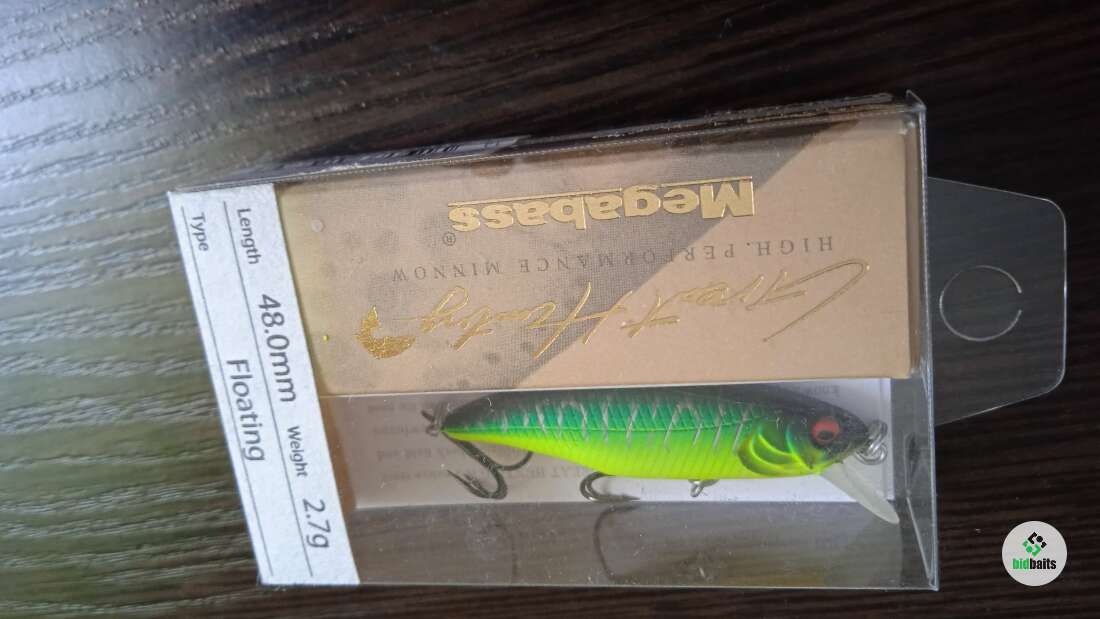 Megabass®
HIGH. PERFORMANCE MINNOW
Great Hunting
Length 48.0mm Weight 2.7g
Type Floating
bidbaits